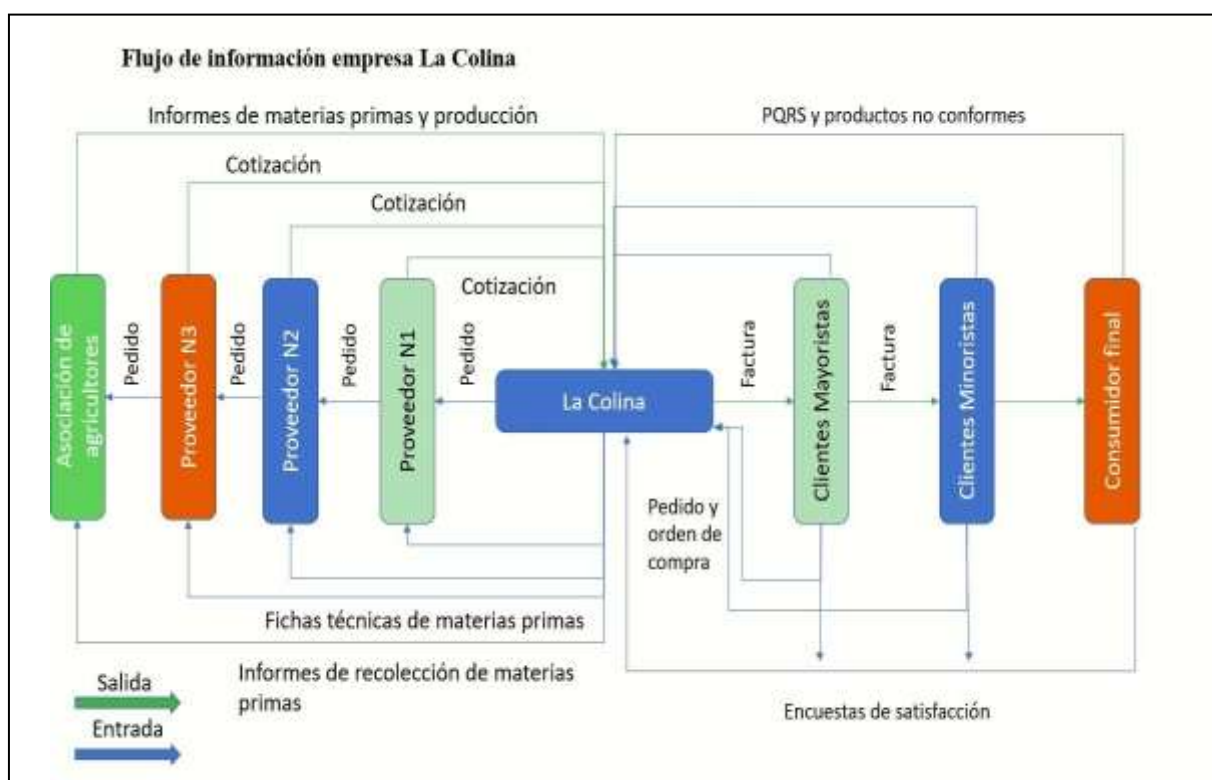 Flujo de información empresa La Colina
Informes de materias primas y producción
PQRS y productos no conformes
Cotización
Cotización
Cotización
Asociación de
agricultores
Pedido
Proveedor N3
Pedido
Proveedor N2
Pedido
Proveedor N1
Pedido
La Colina
Factura
Clientes Mayoristas
Factura
Clientes Minoristas
Consumidor final
Pedido y
orden de
compra
Fichas técnicas de materias primas
Informes de recolección de materias
primas
Salida
Entrada
Encuestas de satisfacción